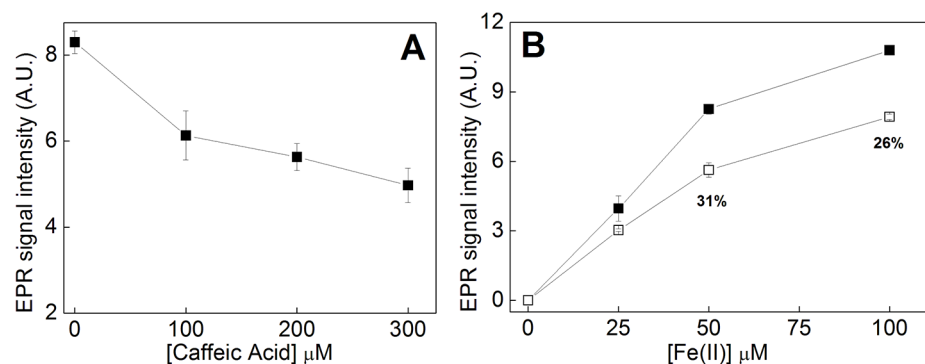 A
EPR signal intensity (A.U.)
8
6
4
2
0 100 200 300
[Caffeic Acid] μM
B
EPR signal intensity (A.U.)
12
9
6
3
0
31%
26%
0 25 50 75 100
[Fe(II)] μM